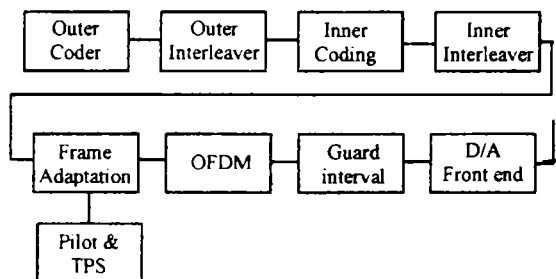 Outer
Coder
Outer
Interleaver
Inner
Coding
Inner
Interleaver
Frame
Adaptation
OFDM
Guard
interval
D/A
Front end
Pilot &
TPS